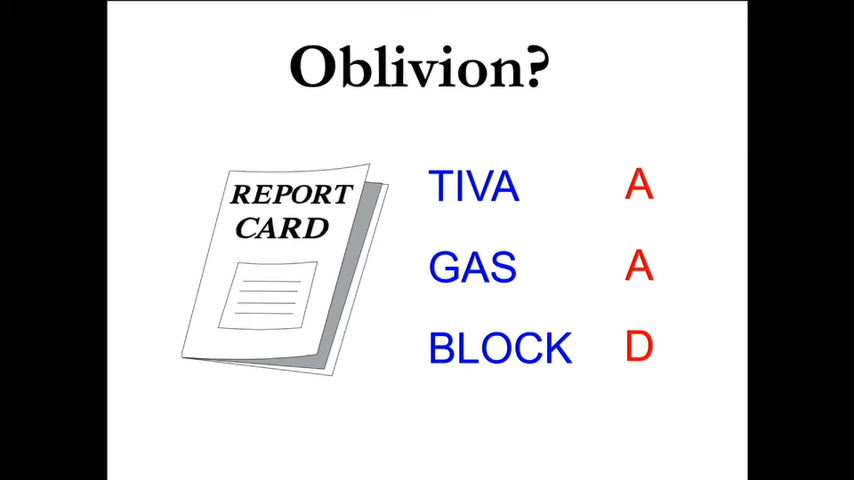 Oblivion?
REPORT
CARD
TIVA A
GAS A
BLOCK D